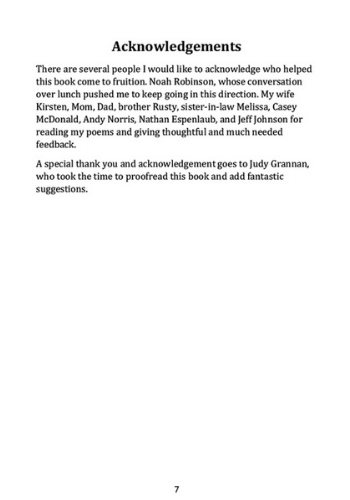 Acknowledgements
There are several people I would like to acknowledge who helped
this book come to fruition. Noah Robinson, whose conversation
over lunch pushed me to keep going in this direction. My wife
Kirsten, Mom, Dad, brother Rusty, sister-in-law Melissa, Casey
McDonald, Andy Norris, Nathan Espenlaub, and Jeff Johnson for
reading my poems and giving thoughtful and much needed
feedback.
A special thank you and acknowledgement goes to Judy Grannan,
who took the time to proofread this book and add fantastic
suggestions.
7